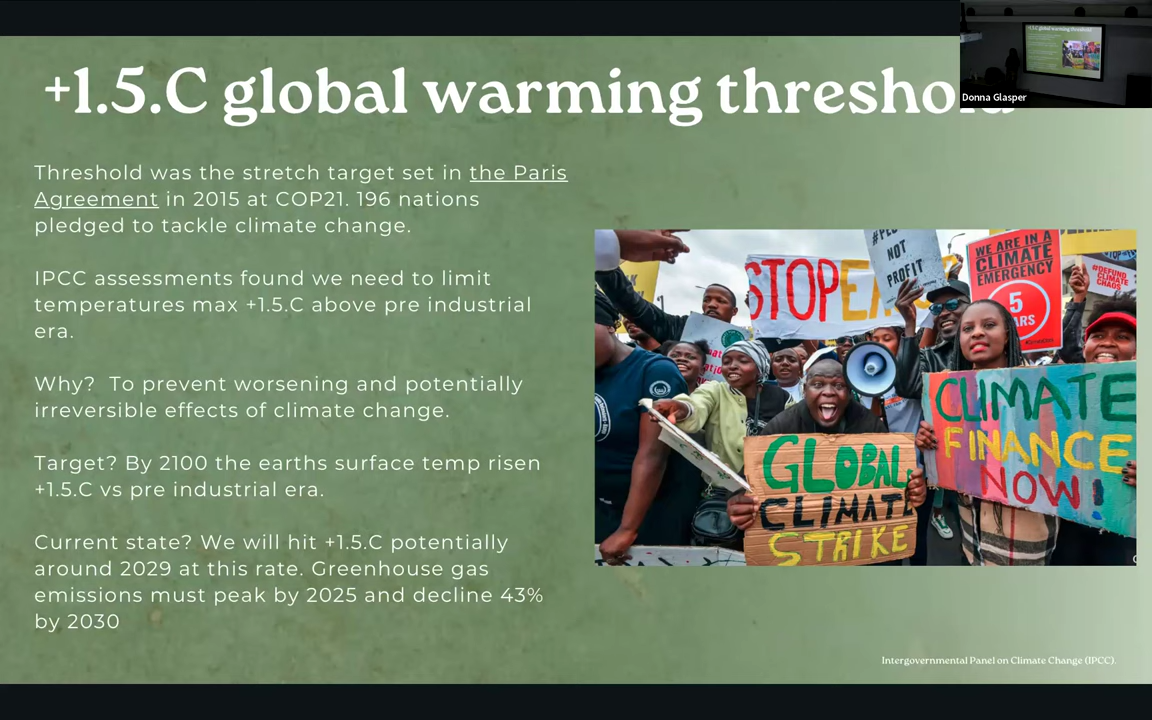 +1.5.C global warming threshold
Donna Glasper
Threshold was the stretch target set in the Paris
Agreement in 2015 at COP21. 196 nations
pledged to tackle climate change.
IPCC assessments found we need to limit
temperatures max +1.5.C above pre industrial
era.
Why?  To prevent worsening and potentially
irreversible effects of climate change.
Target? By 2100 the earths surface temp risen
+1.5.C vs pre industrial era.
Current state? We will hit +1.5.C potentially
around 2029 at this rate. Greenhouse gas
emissions must peak by 2025 and decline 43%
by 2030
STOP
NOT
PROFIT
WE ARE IN A
CLIMATE
EMERGENCY
5
#DEFUND
CLIMATE
CHAOS
GLOBAL
CLIMATE
STRIKE
CLIMATE
FINANCE
NOW!
Intergovernmental Panel on Climate Change (IPCC).